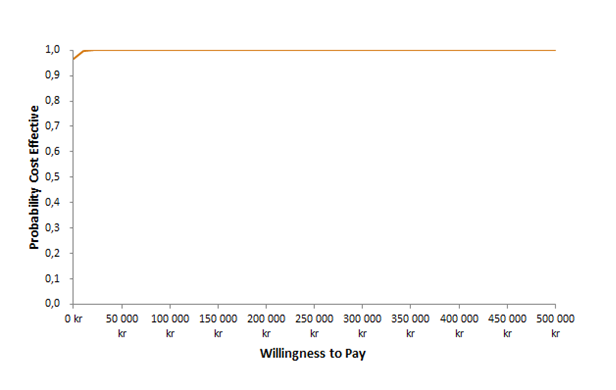 1,0
0,9
0,8
0,7
0,6
0,5
0,4
0,3
0,2
0,1
0,0
Probability Cost Effective
0 kr 50 000 100 000 150 000 200 000 250 000 300 000 350 000 400 000 450 000 500 000
kr kr kr kr kr kr kr kr kr kr
Willingness to Pay